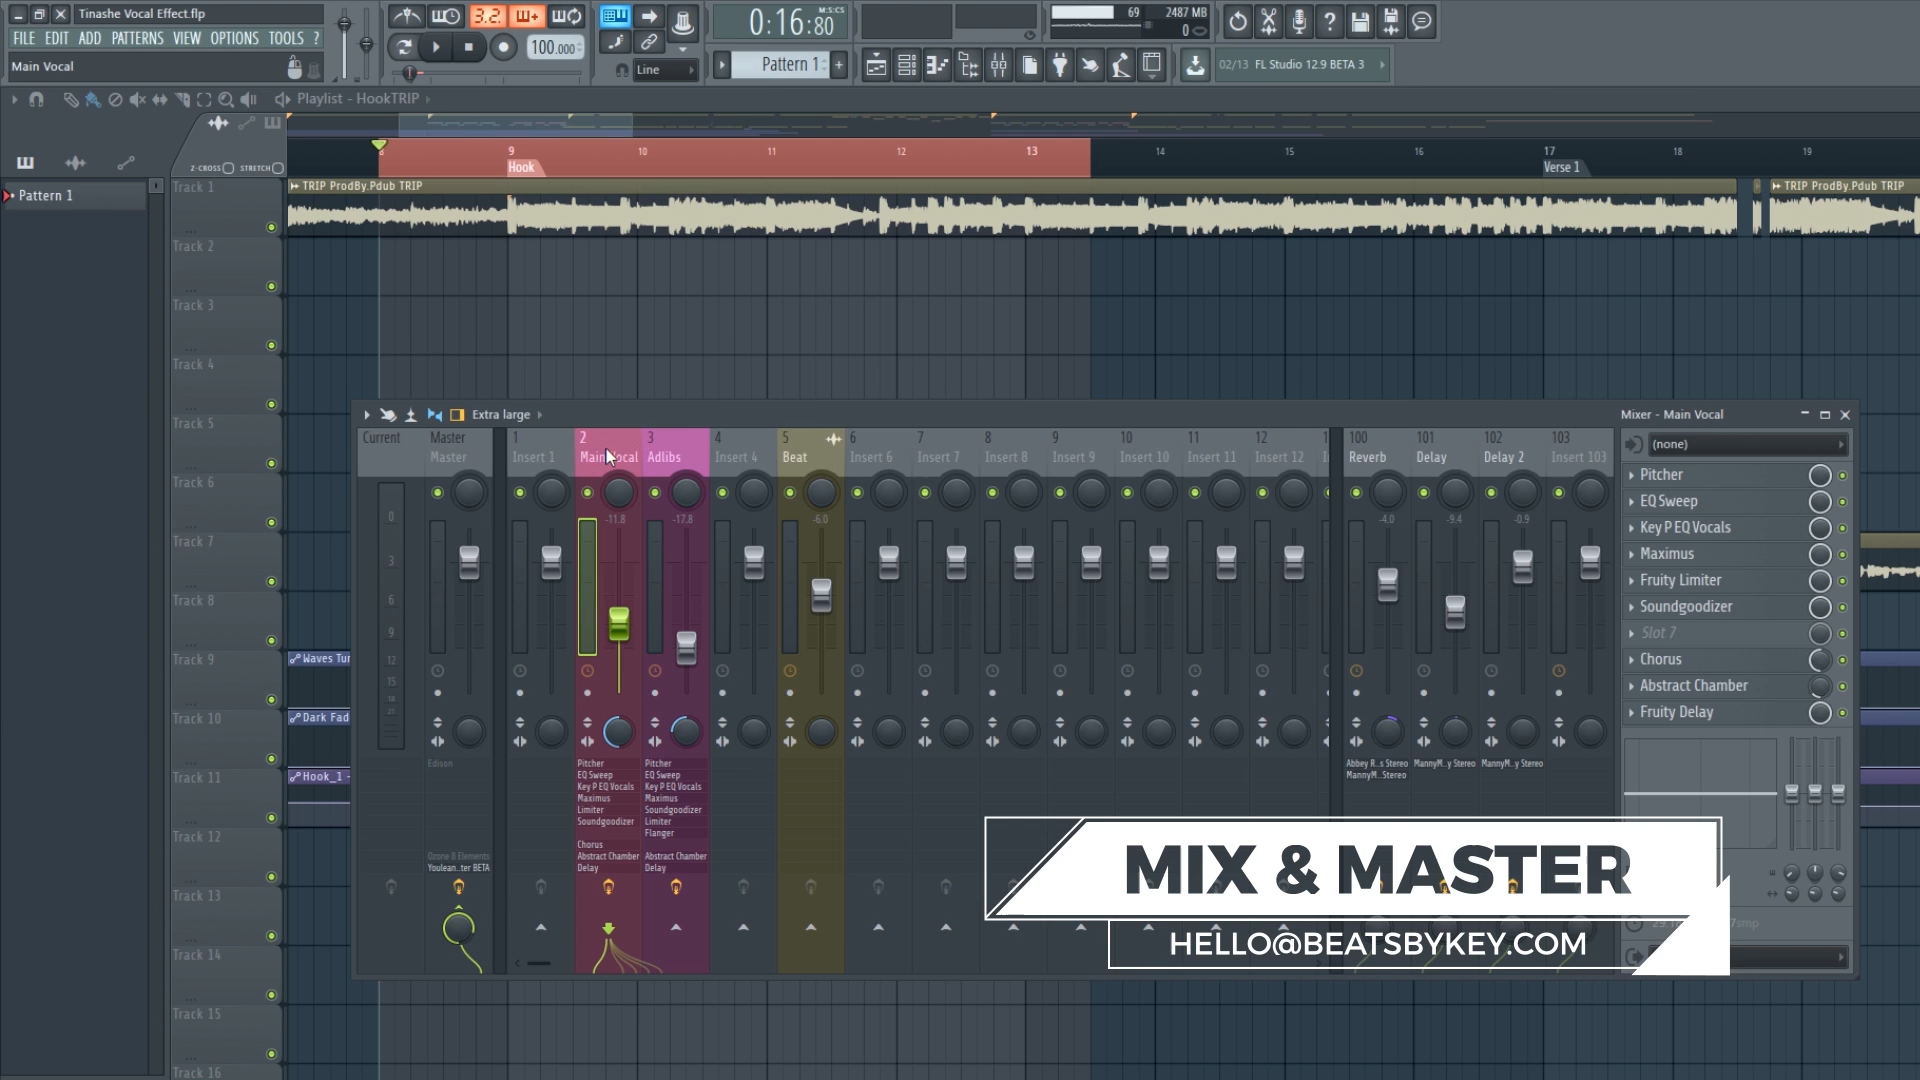 Tinashe Vocal Effect.flp
FILE EDIT ADD PATTERNS VIEW OPTIONS TOOLS ?
Main Vocal
3.2.
100.000
Line
0:16:80
M:S:CS
Pattern 1
69
2487 MB
0
02/13 FL Studio 12.9 BETA 3
Playlist - HookTRIP
Z-CROSS STRETCH
8 9 10 11 12 13 14 15 16 17 18 19
Hook
Verse 1
Pattern 1
Track 1
TRIP ProdBy.Pdub TRIP
TRIP ProdBy.Pdub TRIP
Track 2
Track 3
Track 4
Track 5
Track 6
Track 7
Track 8
Track 9
Waves Tur
Track 10
Dark Fad
Track 11
Hook_1 -
Track 12
Track 13
Track 14
Track 15
Track 16
Extra large
Mixer - Main Vocal
Current Master 1 2 3 4 5 6 7 8 9 10 11 12 1 100 101 102 103
Master Insert 1 Main Vocal Adlibs Insert 4 Beat Insert 6 Insert 7 Insert 8 Insert 9 Insert 10 Insert 11 Insert 12 Reverb Delay Delay 2 Insert 103
-11.8 -17.8 -6.0 -4.0 -9.4 -0.9
0
3
6
9
12
15
18
21
Edison
Ozone 8 Elements
Youlean..ter BETA
Pitcher
EQ Sweep
Key P EQ Vocals
Maximus
Limiter
Soundgoodizer
Chorus
Abstract Chamber
Delay
Pitcher
EQ Sweep
Key P EQ Vocals
Maximus
Soundgoodizer
Limiter
Flanger
Abstract Chamber
Delay
Abbey R..s Stereo
MannyM..Stereo
MannyM..y Stereo
MannyM..y Stereo
(none)
Pitcher
EQ Sweep
Key P EQ Vocals
Maximus
Fruity Limiter
Soundgoodizer
Slot 7
Chorus
Abstract Chamber
Fruity Delay
MIX & MASTER
HELLO@BEATSBYKEY.COM